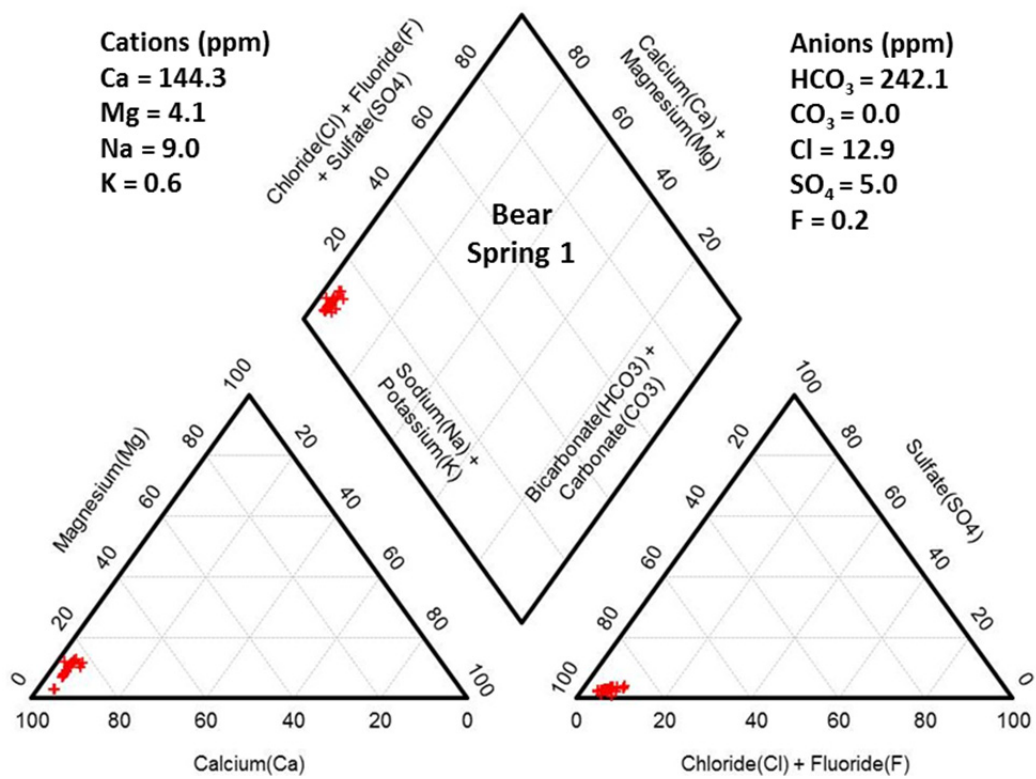 Cations (ppm)
Ca = 144.3
Mg = 4.1
Na = 9.0
K = 0.6
Anions (ppm)
HCO₃ = 242.1
CO₃ = 0.0
Cl = 12.9
SO₄ = 5.0
F = 0.2
Chloride(Cl) + Fluoride(F)
+ Sulfate(SO4)
20
40
60
80
Calcium(Ca) +
Magnesium(Mg)
80
60
40
20
Bear
Spring 1
Sodium(Na) +
Potassium(K)
Bicarbonate(HCO3) +
Carbonate(CO3)
Magnesium(Mg)
0
20
40
60
80
100
20
40
60
80
100
100
80
60
40
20
0
Calcium(Ca)
100
80
60
40
20
100
80
60
40
20
0
Sulfate(SO4)
0
20
40
60
80
100
Chloride(Cl) + Fluoride(F)